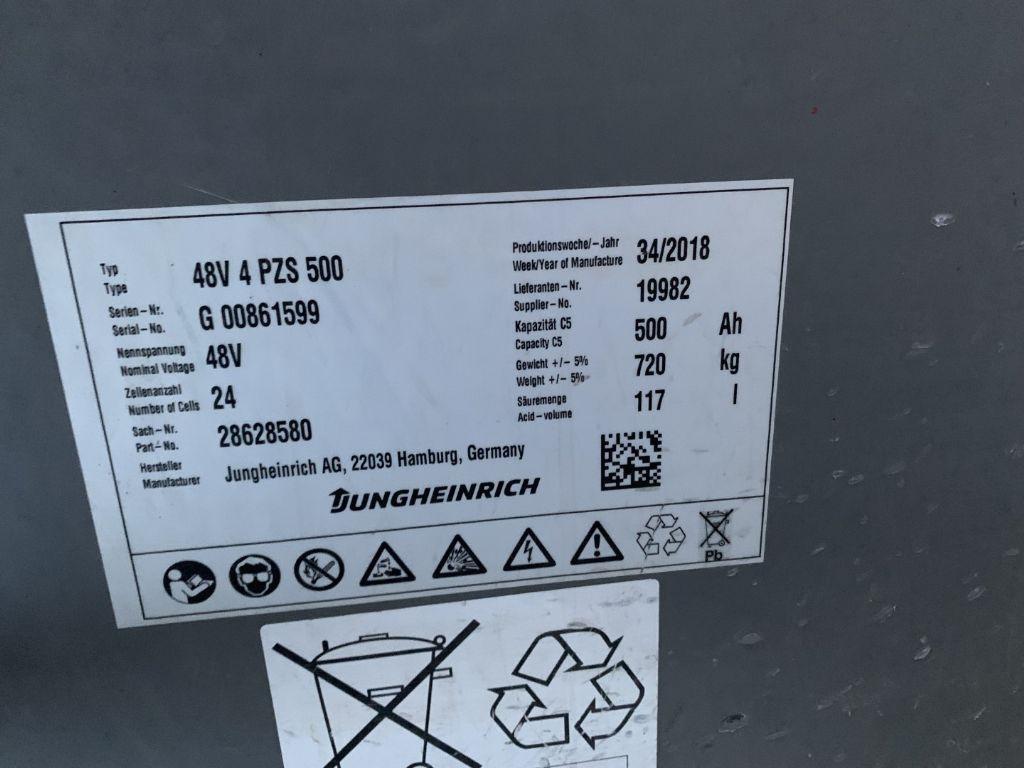 Typ
Type
48V 4 PZS 500
Serien-Nr.
Serial-No.
G 00861599
Nennspannung
Nominal Voltage
48V
Zellenanzahl
Number of Cells
24
Sach-Nr.
Part-No.
28628580
Hersteller
Manufacturer
Jungheinrich AG, 22039 Hamburg, Germany
JUNGHEINRICH
Produktionswoche/-Jahr
Week/Year of Manufacture
34/2018
Lieferanten-Nr.
Supplier-No.
19982
Kapazität C5
Capacity C5
500 Ah
Gewicht +/- 5%
Weight +/- 5%
720 kg
Säuremenge
Acid-volume
117 l
Pb